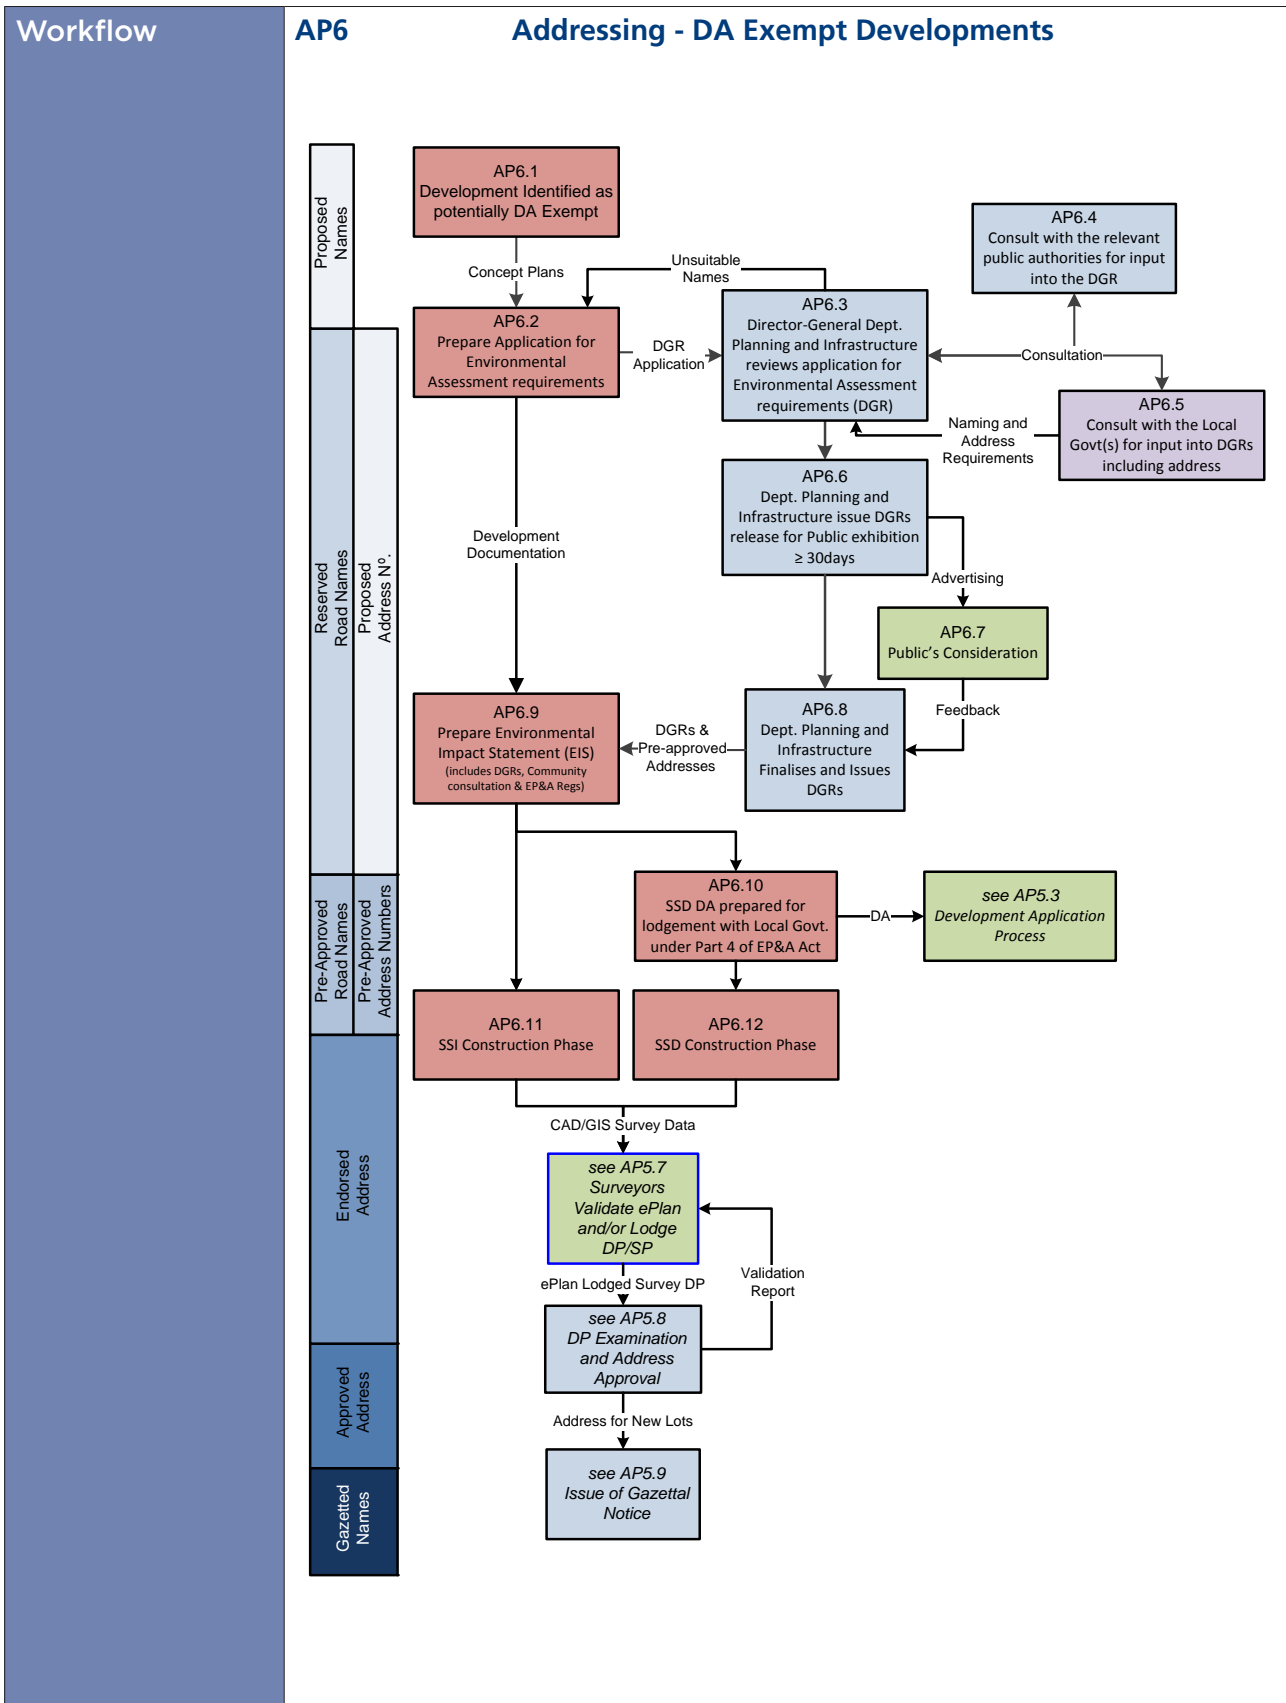 Workflow
AP6
Addressing - DA Exempt Developments
Proposed
Names
Reserved
Road Names
Proposed
Address Nº.
Pre-Approved
Road Names
Pre-Approved
Address Numbers
Endorsed
Address
Approved
Address
Gazetted
Names
AP6.1
Development Identified as
potentially DA Exempt
Concept Plans
Unsuitable
Names
AP6.2
Prepare Application for
Environmental
Assessment requirements
DGR
Application
AP6.3
Director-General Dept.
Planning and Infrastructure
reviews application for
Environmental Assessment
requirements (DGR)
AP6.4
Consult with the relevant
public authorities for input
into the DGR
Consultation
AP6.5
Consult with the Local
Govt(s) for input into DGRs
including address
Naming and
Address
Requirements
AP6.6
Dept. Planning and
Infrastructure issue DGRs
release for Public exhibition
≥ 30days
Development
Documentation
Advertising
AP6.7
Public's Consideration
Feedback
AP6.8
Dept. Planning and
Infrastructure
Finalises and Issues
DGRs
DGRs &
Pre-approved
Addresses
AP6.9
Prepare Environmental
Impact Statement (EIS)
(includes DGRs, Community
consultation & EP&A Regs)
AP6.10
SSD DA prepared for
lodgement with Local Govt.
under Part 4 of EP&A Act
DA
see AP5.3
Development Application
Process
AP6.11
SSI Construction Phase
AP6.12
SSD Construction Phase
CAD/GIS Survey Data
see AP5.7
Surveyors
Validate ePlan
and/or Lodge
DP/SP
ePlan Lodged Survey DP
Validation
Report
see AP5.8
DP Examination
and Address
Approval
Address for New Lots
see AP5.9
Issue of Gazettal
Notice